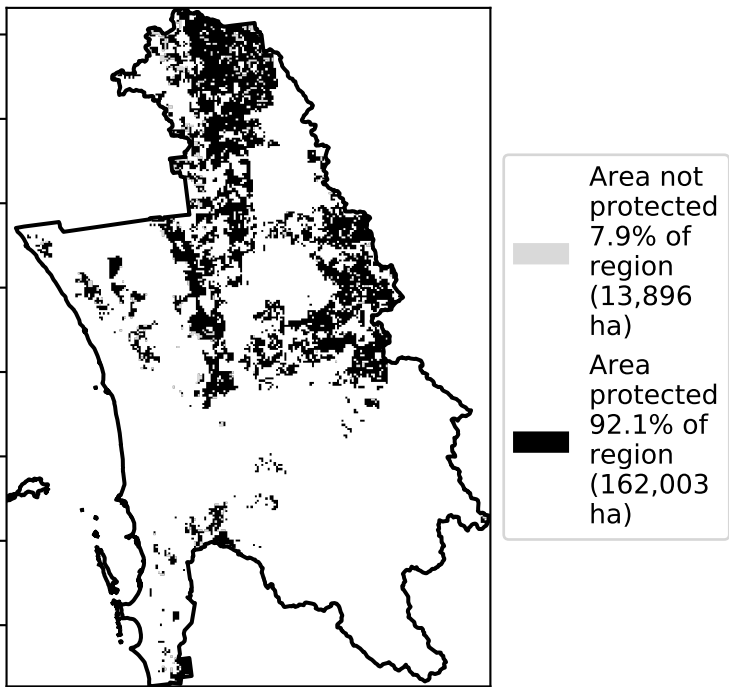 Area not
protected
7.9% of
region
(13,896
ha)
Area
protected
92.1% of
region
(162,003
ha)